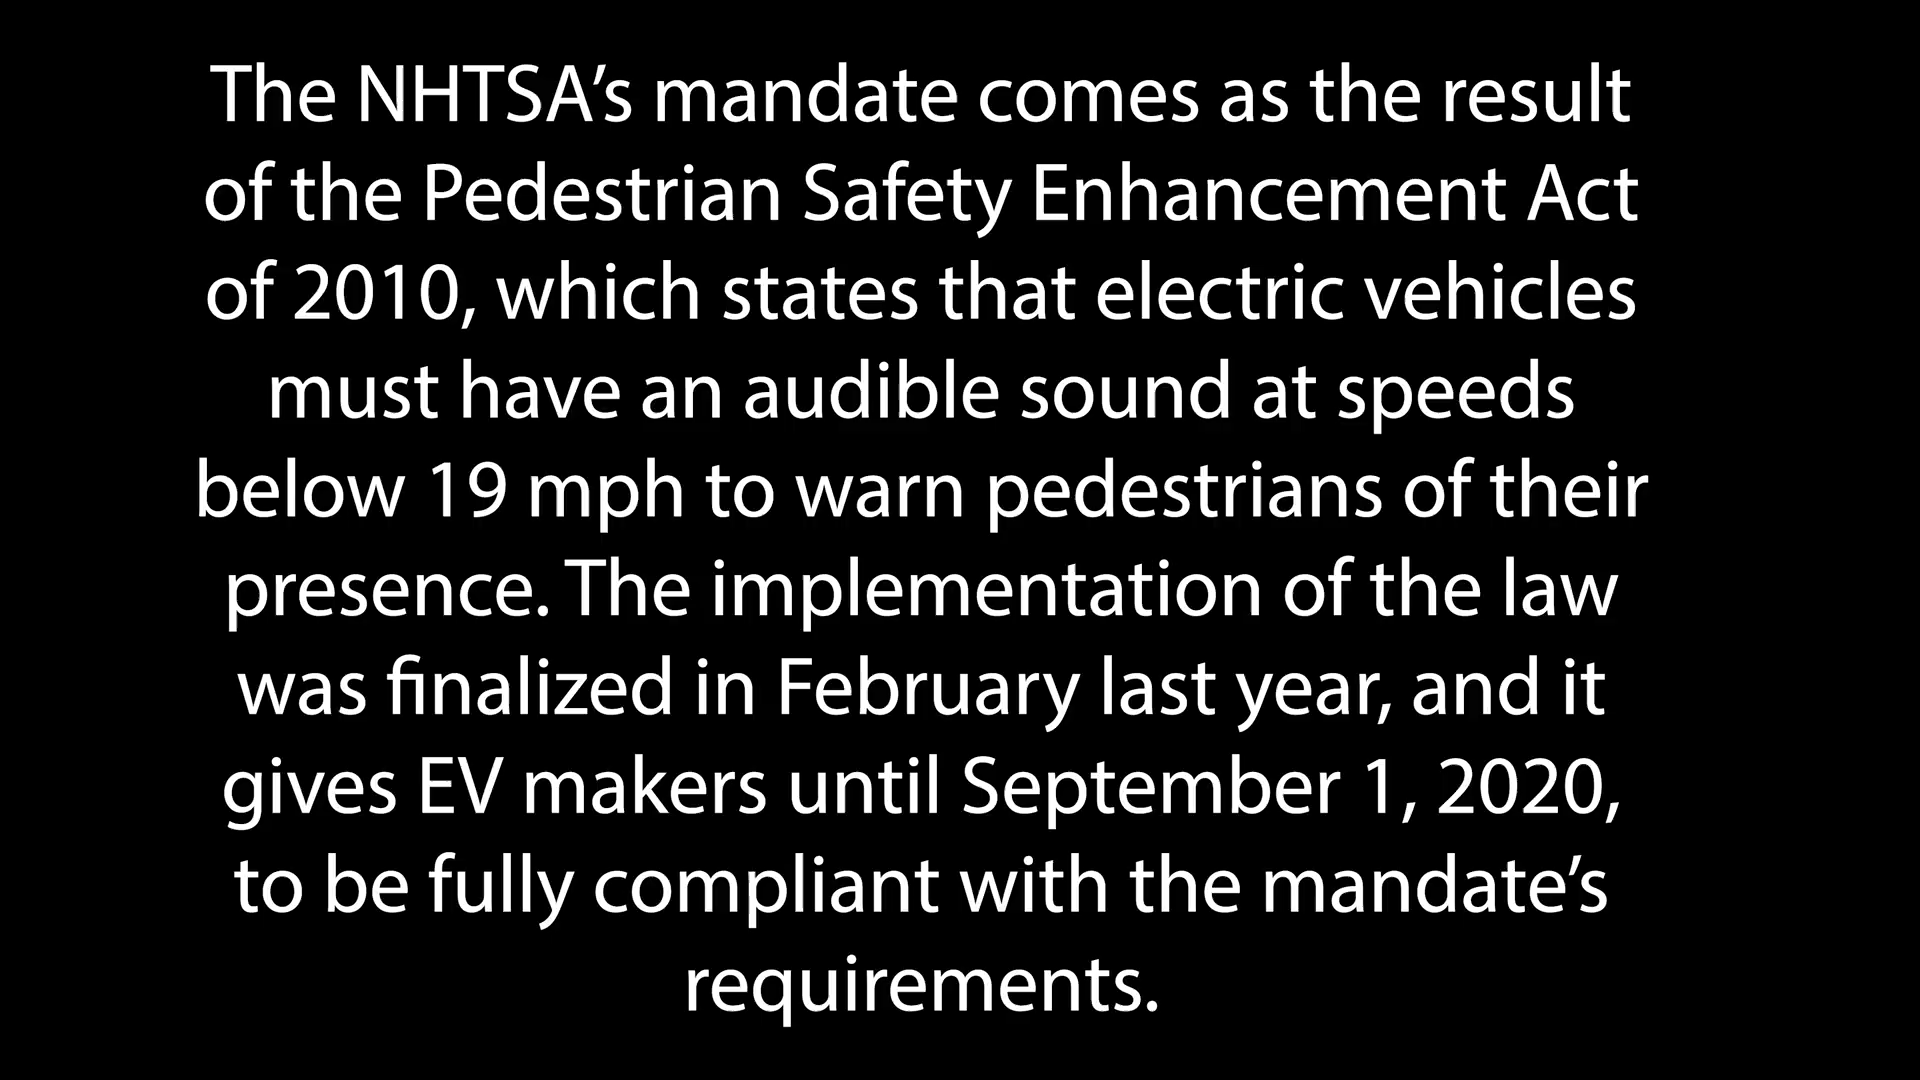 The NHTSA’s mandate comes as the result
of the Pedestrian Safety Enhancement Act
of 2010, which states that electric vehicles
must have an audible sound at speeds
below 19 mph to warn pedestrians of their
presence. The implementation of the law
was finalized in February last year, and it
gives EV makers until September 1, 2020,
to be fully compliant with the mandate’s
requirements.